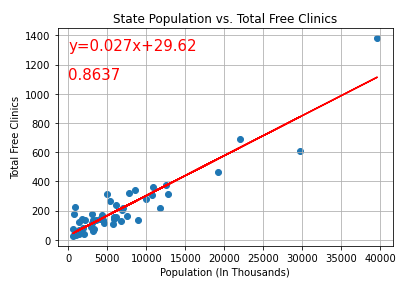 State Population vs. Total Free Clinics
y=0.027x+29.62
0.8637
Total Free Clinics
1400
1200
1000
800
600
400
200
0
0 5000 10000 15000 20000 25000 30000 35000 40000
Population (In Thousands)